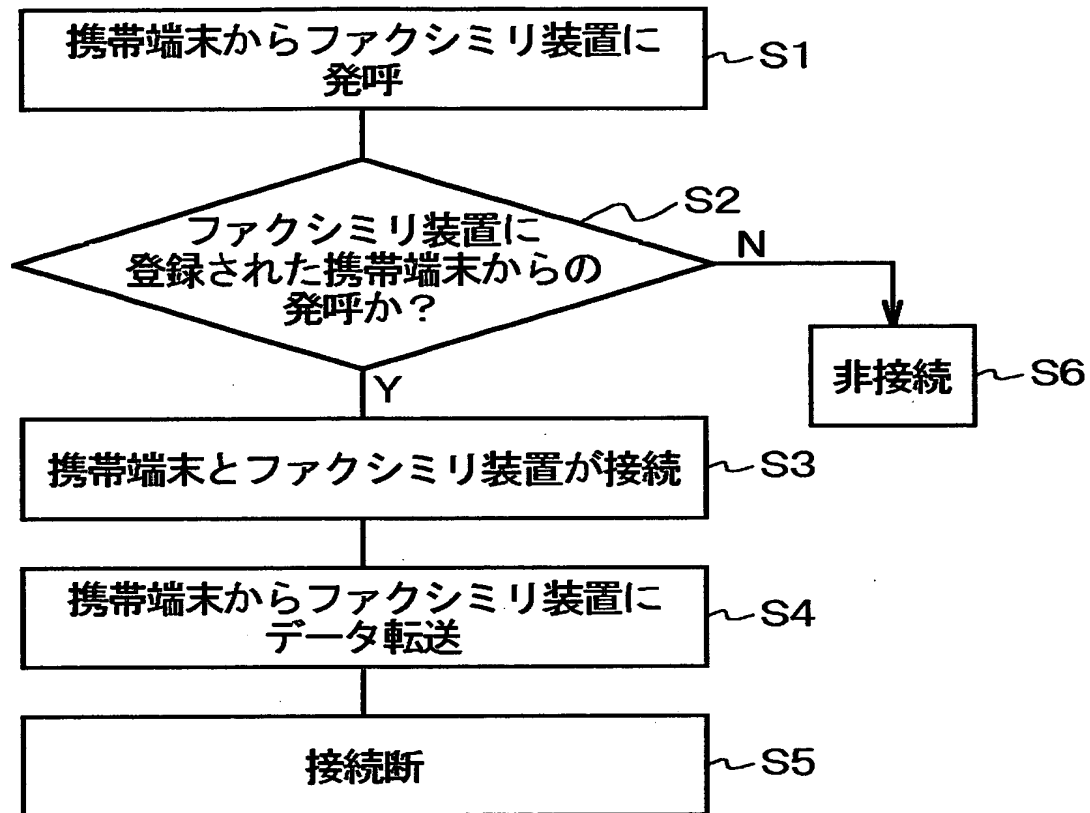 携帯端末からファクシミリ装置に
発呼
S1
ファクシミリ装置に
登録された携帯端末からの
発呼か？
S2
N
Y
非接続
S6
携帯端末とファクシミリ装置が接続
S3
携帯端末からファクシミリ装置に
データ転送
S4
接続断
S5